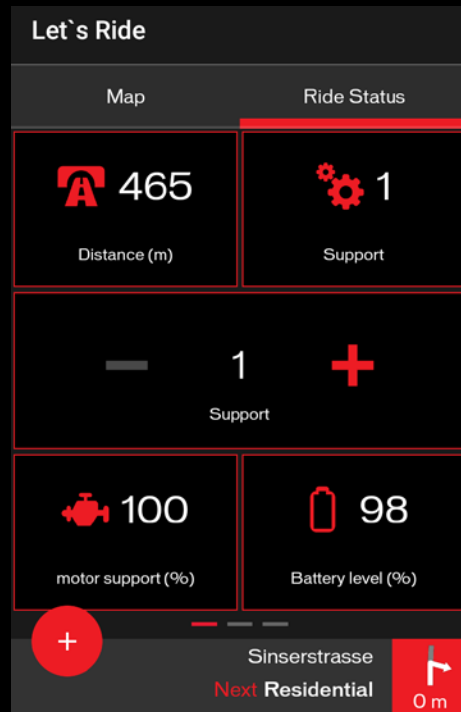 Let`s Ride
Map
Ride Status
465
Distance (m)
1
Support
1
Support
100
motor support (%)
98
Battery level (%)
+
Sinserstrasse
Next Residential
0 m